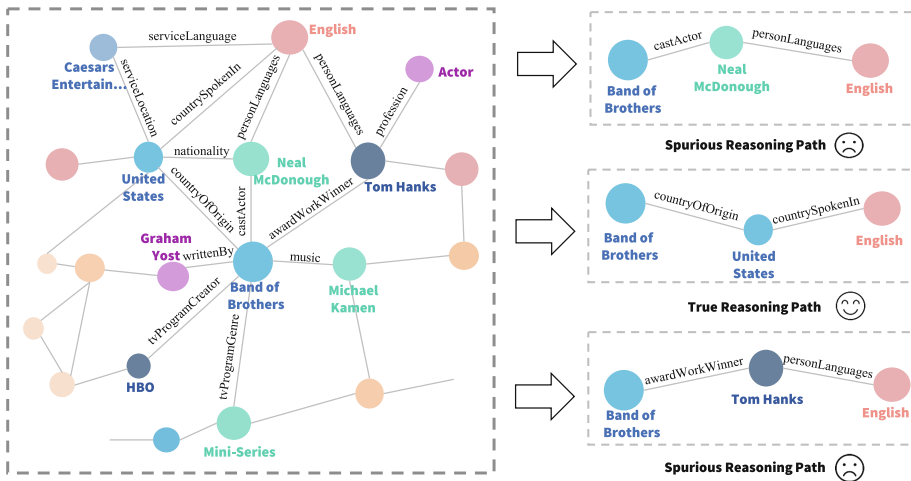 serviceLanguage
English
Caesars
Entertain...
serviceLocation
countrySpokenIn
personLanguages
personLanguages
profession
Actor
nationality
United
States
Neal
McDonough
Tom Hanks
countryOfOrigin
castActor
awardWorkWinner
Graham
Yost
writtenBy
music
Band of
Brothers
Michael
Kamen
tvProgramCreator
tvProgramGenre
HBO
Mini-Series
castActor
personLanguages
Band of
Brothers
Neal
McDonough
English
Spurious Reasoning Path
countryOfOrigin
countrySpokenIn
Band of
Brothers
United
States
English
True Reasoning Path
awardWorkWinner
personLanguages
Band of
Brothers
Tom Hanks
English
Spurious Reasoning Path